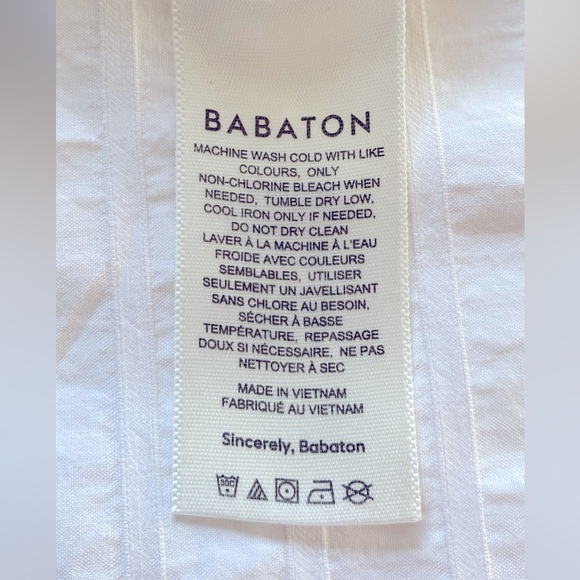 BABATON
MACHINE WASH COLD WITH LIKE
COLOURS, ONLY
NON-CHLORINE BLEACH WHEN
NEEDED, TUMBLE DRY LOW,
COOL IRON ONLY IF NEEDED,
DO NOT DRY CLEAN
LAVER À LA MACHINE À L'EAU
FROIDE AVEC COULEURS
SEMBLABLES, UTILISER
SEULEMENT UN JAVELLISANT
SANS CHLORE AU BESOIN,
SÉCHER À BASSE
TEMPÉRATURE, REPASSAGE
DOUX SI NÉCESSAIRE, NE PAS
NETTOYER À SEC
MADE IN VIETNAM
FABRIQUÉ AU VIETNAM
Sincerely, Babaton
30C